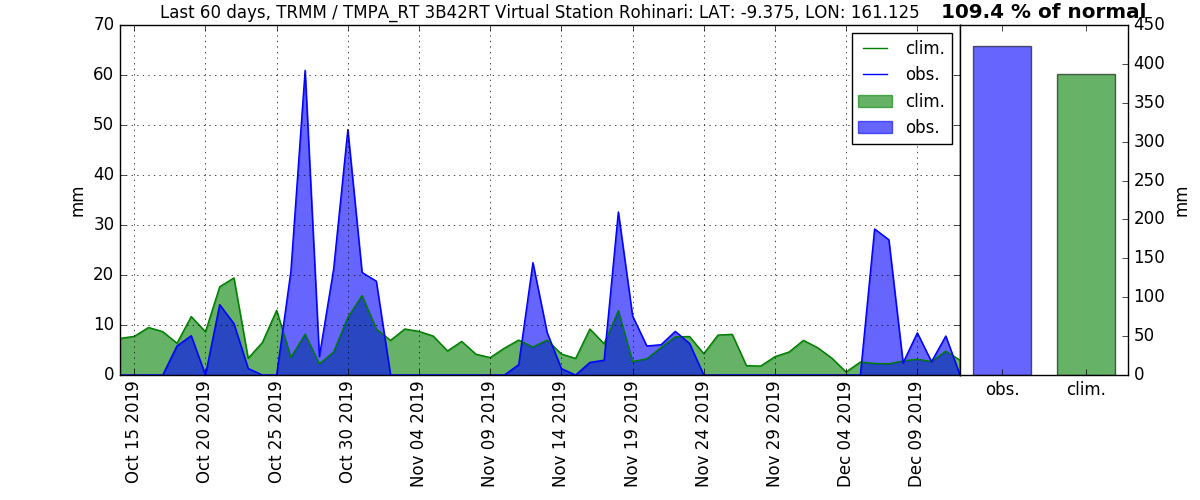 Last 60 days, TRMM / TMPA_RT 3B42RT Virtual Station Rohinari: LAT: -9.375, LON: 161.125
109.4 % of normal
70
60
50
40
30
20
10
0
mm
clim.
obs.
clim.
obs.
450
400
350
300
250
200
150
100
50
0
mm
obs.
clim.
Oct 15 2019
Oct 20 2019
Oct 25 2019
Oct 30 2019
Nov 04 2019
Nov 09 2019
Nov 14 2019
Nov 19 2019
Nov 24 2019
Nov 29 2019
Dec 04 2019
Dec 09 2019